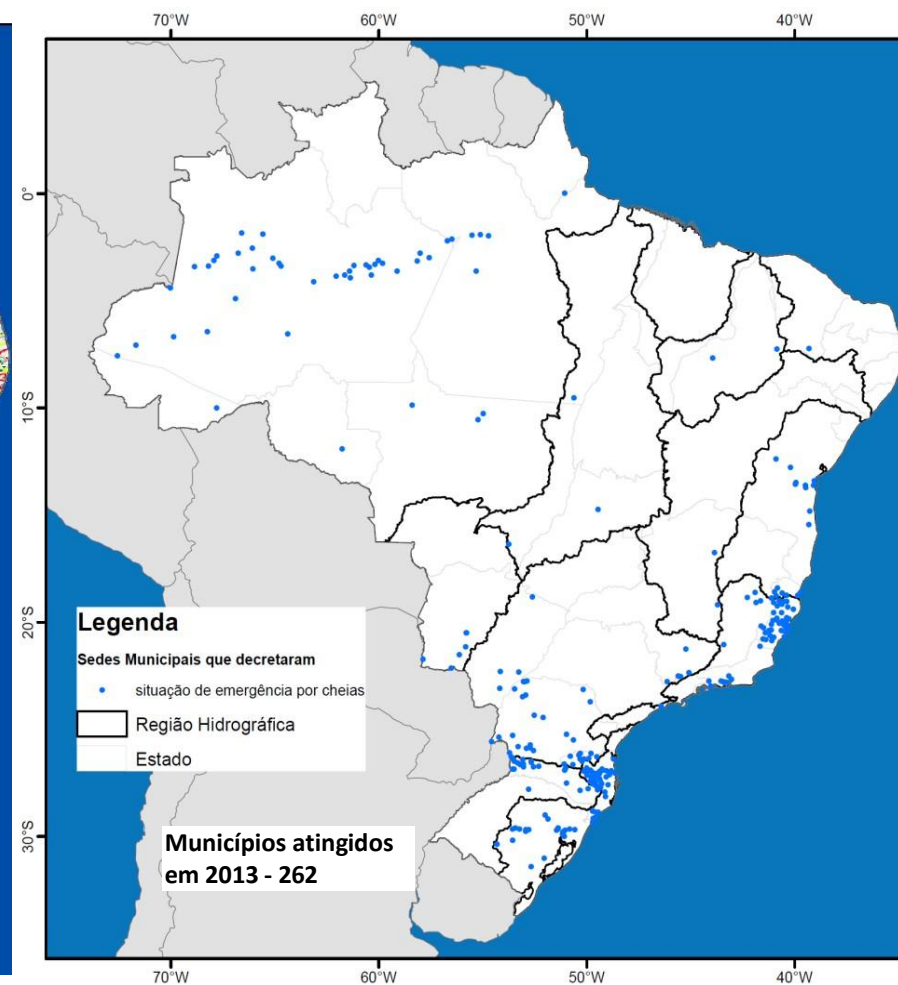 70°W 60°W 50°W 40°W
0°
10°S
20°S
30°S
Legenda
Sedes Municipais que decretaram
situação de emergência por cheias
Região Hidrográfica
Estado
Municípios atingidos
em 2013 - 262
70°W 60°W 50°W 40°W